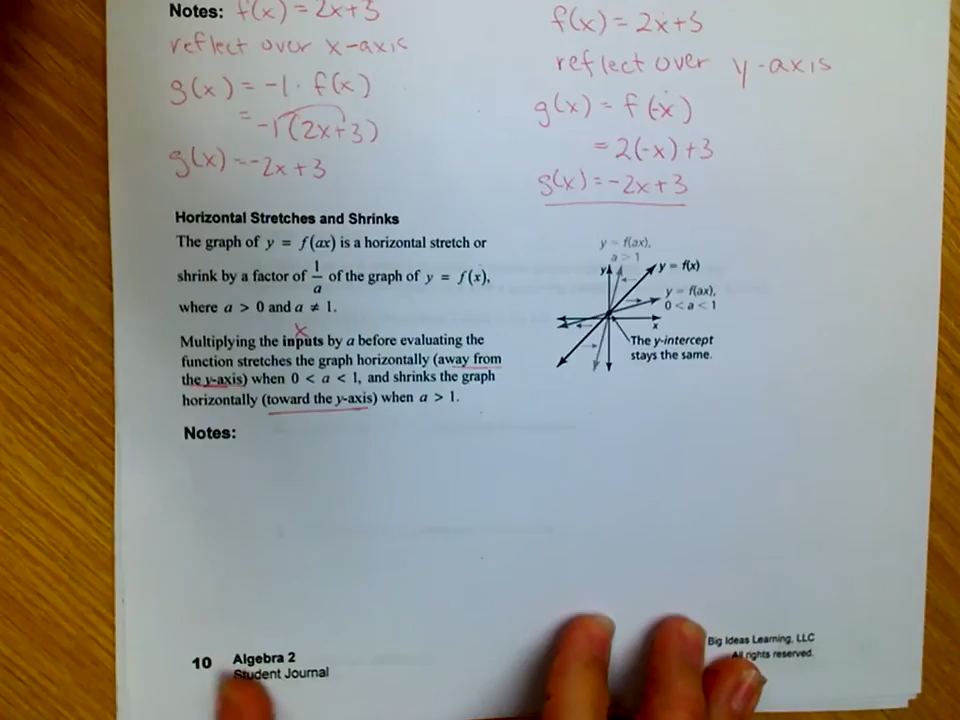 Notes: f(x) = 2x+3
reflect over x-axis
g(x) = -1 · f(x)
= -1(2x+3)
g(x) = -2x+3
f(x) = 2x+3
reflect over y-axis
g(x) = f(-x)
= 2(-x)+3
g(x) = -2x+3
Horizontal Stretches and Shrinks
The graph of y = f(ax) is a horizontal stretch or
shrink by a factor of 1/a of the graph of y = f(x),
where a > 0 and a ≠ 1.
x
Multiplying the inputs by a before evaluating the
function stretches the graph horizontally (away from
the y-axis) when 0 < a < 1, and shrinks the graph
horizontally (toward the y-axis) when a > 1.
y = f(ax),
a > 1
y
y = f(x)
y = f(ax),
0 < a < 1
x
The y-intercept
stays the same.
Notes:
10 Algebra 2
Student Journal
Big Ideas Learning, LLC
All rights reserved.